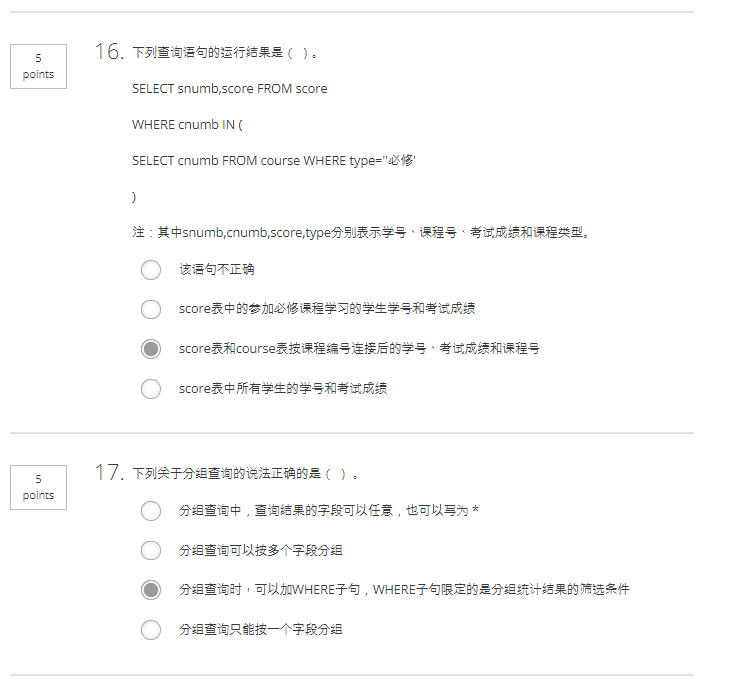 5
points
16. 下列查询语句的运行结果是（ ）。
SELECT snumb,score FROM score
WHERE cnumb IN (
SELECT cnumb FROM course WHERE type="必修'
)
注：其中snumb,cnumb,score,type分别表示学号、课程号、考试成绩和课程类型。
该语句不正确
score表中的参加必修课程学习的学生学号和考试成绩
score表和course表按课程编号连接后的学号、考试成绩和课程号
score表中所有学生的学号和考试成绩
5
points
17. 下列关于分组查询的说法正确的是（ ）。
分组查询中，查询结果的字段可以任意，也可以写为 *
分组查询可以按多个字段分组
分组查询时，可以加WHERE子句，WHERE子句限定的是分组统计结果的筛选条件
分组查询只能按一个字段分组